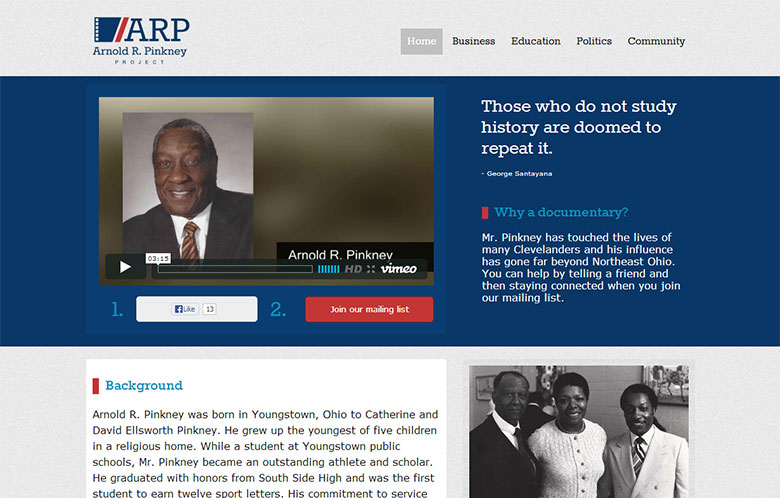 ARP
Arnold R. Pinkney
PROJECT
Home
Business
Education
Politics
Community
Arnold R. Pinkney
03:15
HD
vimeo
1.
Like
13
2.
Join our mailing list
Those who do not study
history are doomed to
repeat it.
- George Santayana
Why a documentary?
Mr. Pinkney has touched the lives of
many Clevelanders and his influence
has gone far beyond Northeast Ohio.
You can help by telling a friend and
then staying connected when you join
our mailing list.
Background
Arnold R. Pinkney was born in Youngstown, Ohio to Catherine and
David Ellsworth Pinkney. He grew up the youngest of five children
in a religious home. While a student at Youngstown public
schools, Mr. Pinkney became an outstanding athlete and scholar.
He graduated with honors from South Side High and was the first
student to earn twelve sport letters. His commitment to service